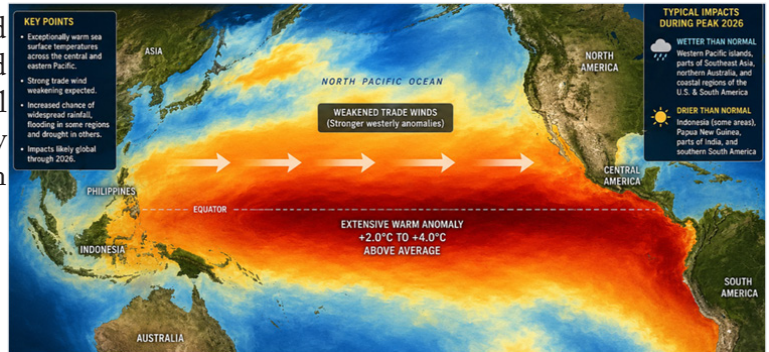 KEY POINTS
• Exceptionally warm sea
surface temperatures
across the central and
eastern Pacific.
• Strong trade wind
weakening expected.
• Increased chance of
widespread rainfall,
flooding in some regions
and drought in others.
• Impacts likely global
through 2026.
ASIA
NORTH PACIFIC OCEAN
NORTH
AMERICA
WEAKENED TRADE WINDS
(Stronger westerly anomalies)
TYPICAL IMPACTS
DURING PEAK 2026
WETTER THAN NORMAL
Western Pacific islands,
parts of Southeast Asia,
northern Australia, and
coastal regions of the
U.S. & South America
DRIER THAN NORMAL
Indonesia (some areas),
Papua New Guinea,
parts of India, and
southern South America
CENTRAL
AMERICA
PHILIPPINES
EQUATOR
EXTENSIVE WARM ANOMALY
+2.0°C TO +4.0°C
ABOVE AVERAGE
INDONESIA
SOUTH
AMERICA
AUSTRALIA